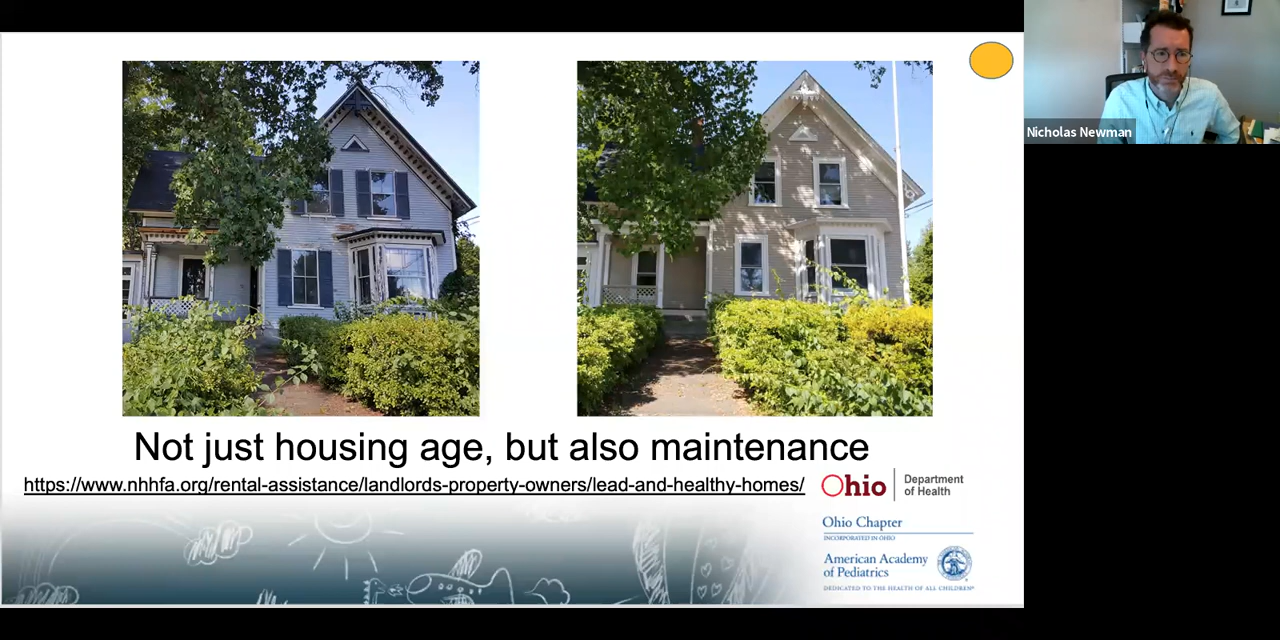 Nicholas Newman
Not just housing age, but also maintenance
https://www.nhhfa.org/rental-assistance/landlords-property-owners/lead-and-healthy-homes/
Ohio
Department
of Health
Ohio Chapter
INCORPORATED IN OHIO
American Academy
of Pediatrics
DEDICATED TO THE HEALTH OF ALL CHILDREN®